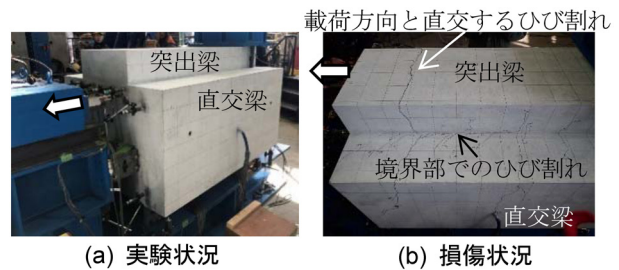 載荷方向と直交するひび割れ
突出梁
直交梁
突出梁
境界部でのひび割れ
直交梁
(a) 実験状況
(b) 損傷状況